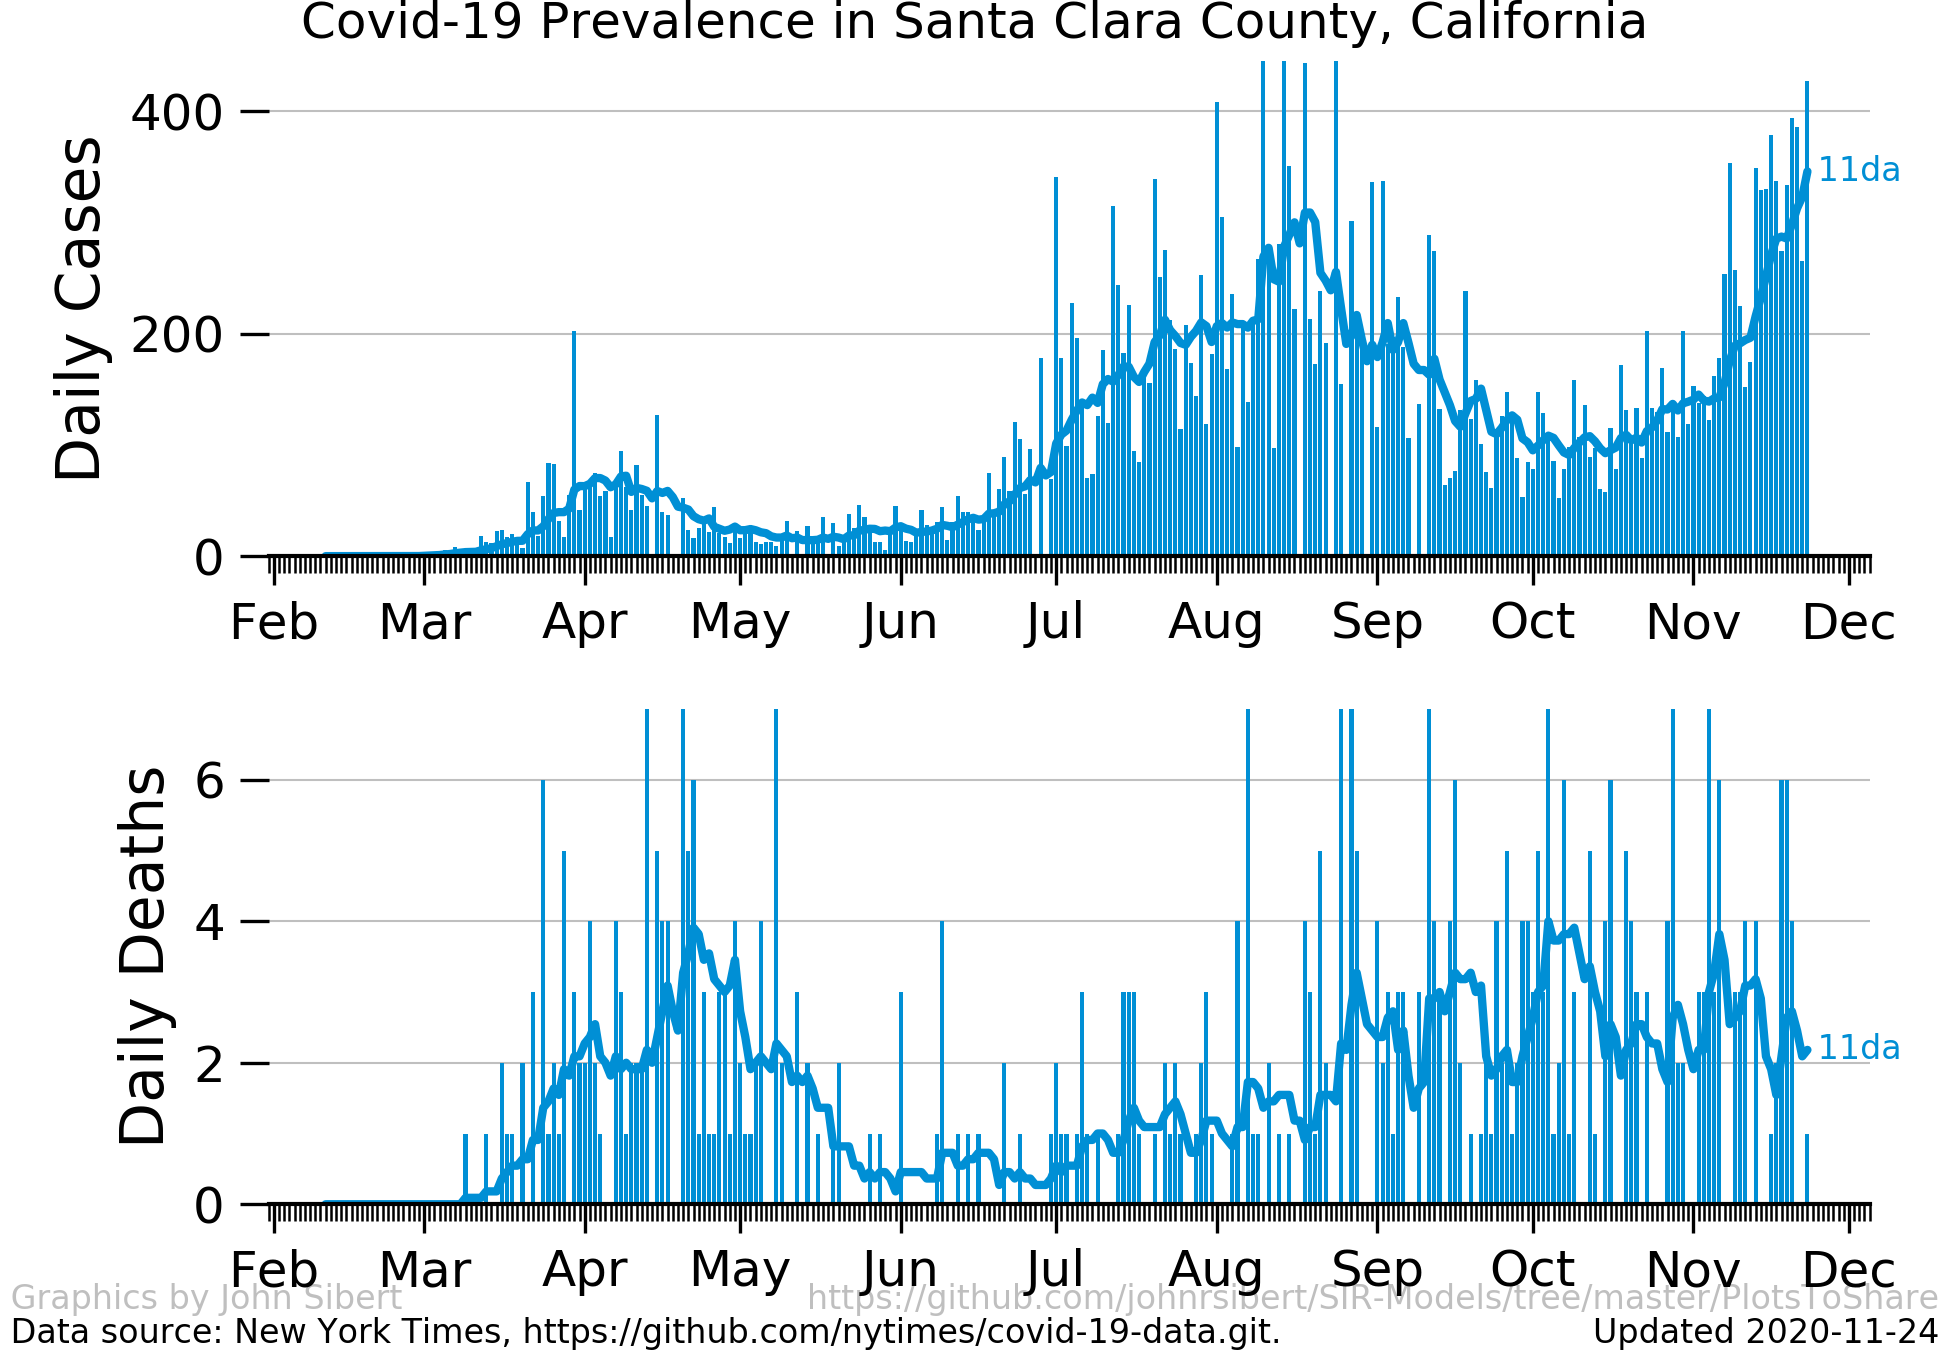 Covid-19 Prevalence in Santa Clara County, California
400
200
0
Daily Cases
11da
Feb Mar Apr May Jun Jul Aug Sep Oct Nov Dec
6
4
2
0
Daily Deaths
11da
Feb Mar Apr May Jun Jul Aug Sep Oct Nov Dec
Graphics by John Sibert https://github.com/johnrsibert/SIR-Models/tree/master/PlotsToShare
Data source: New York Times, https://github.com/nytimes/covid-19-data.git. Updated 2020-11-24